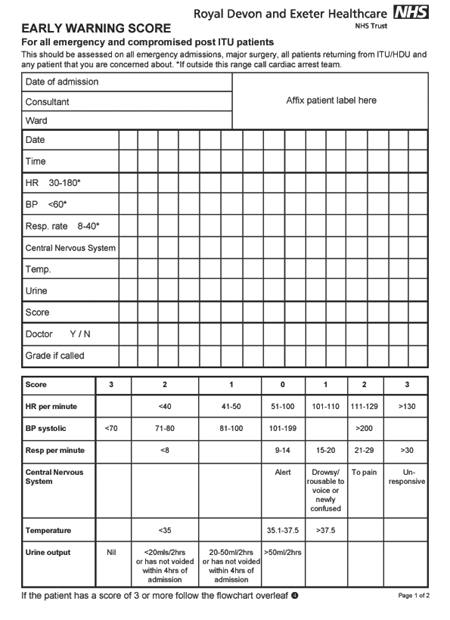 Royal Devon and Exeter Healthcare NHS
NHS Trust
EARLY WARNING SCORE
For all emergency and compromised post ITU patients
This should be assessed on all emergency admissions, major surgery, all patients returning from ITU/HDU and
any patient that you are concerned about. *If outside this range call cardiac arrest team.
Date of admission
Consultant
Ward
Affix patient label here
Date
Time
HR 30-180*
BP <60*
Resp. rate 8-40*
Central Nervous System
Temp.
Urine
Score
Doctor Y / N
Grade if called
Score 3 2 1 0 1 2 3
HR per minute <40 41-50 51-100 101-110 111-129 >130
BP systolic <70 71-80 81-100 101-199 >200
Resp per minute <8 9-14 15-20 21-29 >30
Central Nervous Alert Drowsy/ To pain Un-
System rousable to responsive
voice or
newly
confused
Temperature <35 35.1-37.5 >37.5
Urine output Nil <20mls/2hrs 20-50ml/2hrs >50ml/2hrs
or has not voided or has not voided
within 4hrs of within 4hrs of
admission admission
If the patient has a score of 3 or more follow the flowchart overleaf
Page 1 of 2